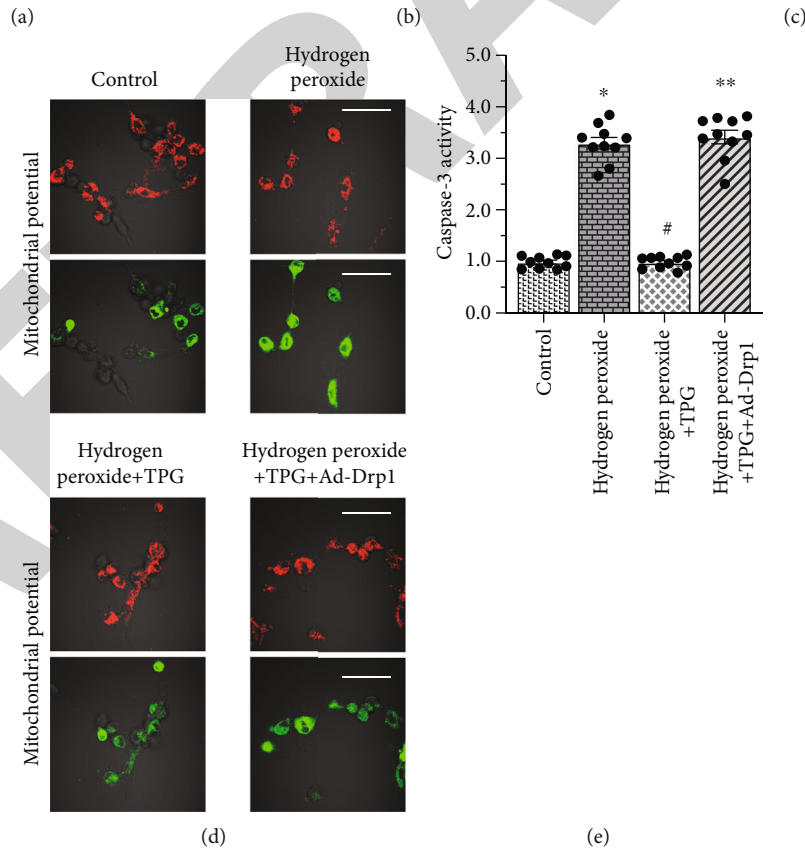 (a)
(b)
(c)
Control
Hydrogen
peroxide
Mitochondrial potential
Hydrogen
peroxide+TPG
Hydrogen peroxide
+TPG+Ad-Drp1
Mitochondrial potential
(d)
Caspase-3 activity
5.0
4.0
3.0
2.0
1.0
0.0
*
#
**
Control
Hydrogen peroxide
Hydrogen peroxide
+TPG
Hydrogen peroxide
+TPG+Ad-Drp1
(e)